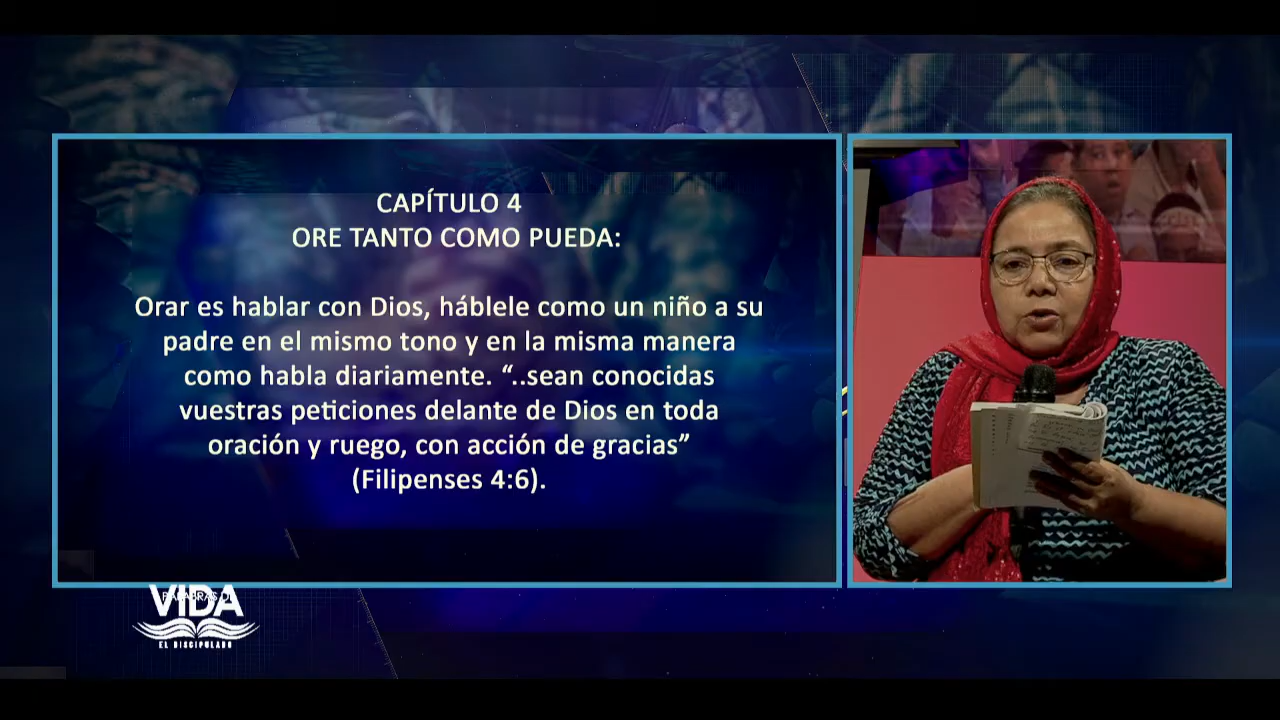 CAPÍTULO 4
ORE TANTO COMO PUEDA:
Orar es hablar con Dios, háblele como un niño a su
padre en el mismo tono y en la misma manera
como habla diariamente. “..sean conocidas
vuestras peticiones delante de Dios en toda
oración y ruego, con acción de gracias”
(Filipenses 4:6).
PALABRAS DE
VIDA
EL DISCIPULADO